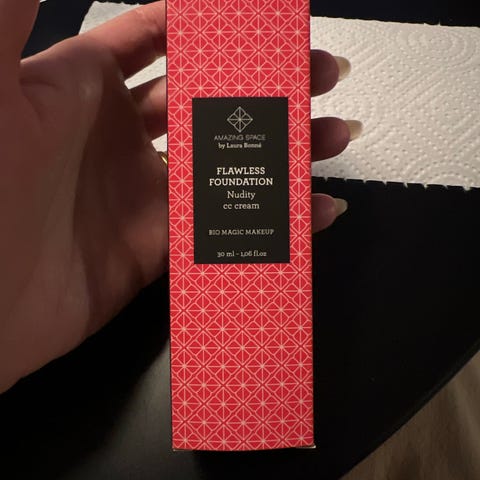 AMAZING SPACE
by Laura Bonné
FLAWLESS
FOUNDATION
Nudity
cc cream
BIO MAGIC MAKEUP
30 ml - 1,06 fl.oz